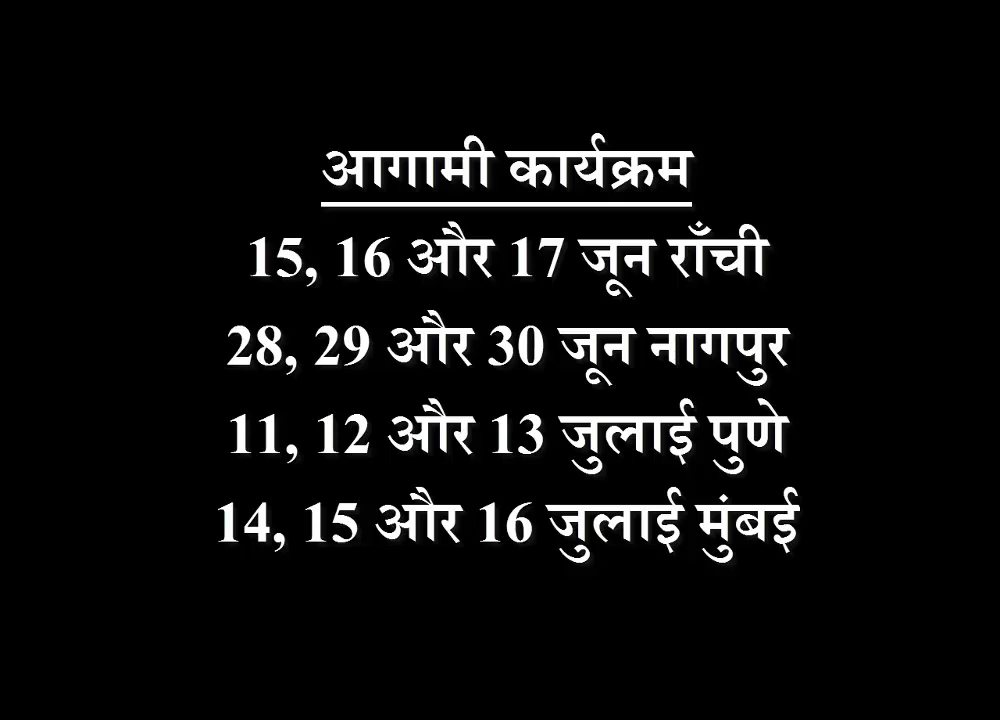 आगामी कार्यक्रम
15, 16 और 17 जून राँची
28, 29 और 30 जून नागपुर
11, 12 और 13 जुलाई पुणे
14, 15 और 16 जुलाई मुंबई